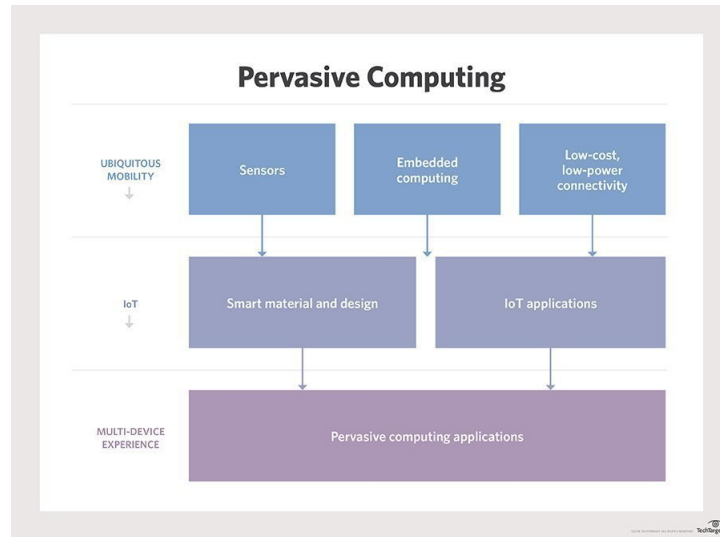 Pervasive Computing
UBIQUITOUS
MOBILITY
Sensors
Embedded
computing
Low-cost,
low-power
connectivity
IoT
Smart material and design
IoT applications
MULTI-DEVICE
EXPERIENCE
Pervasive computing applications